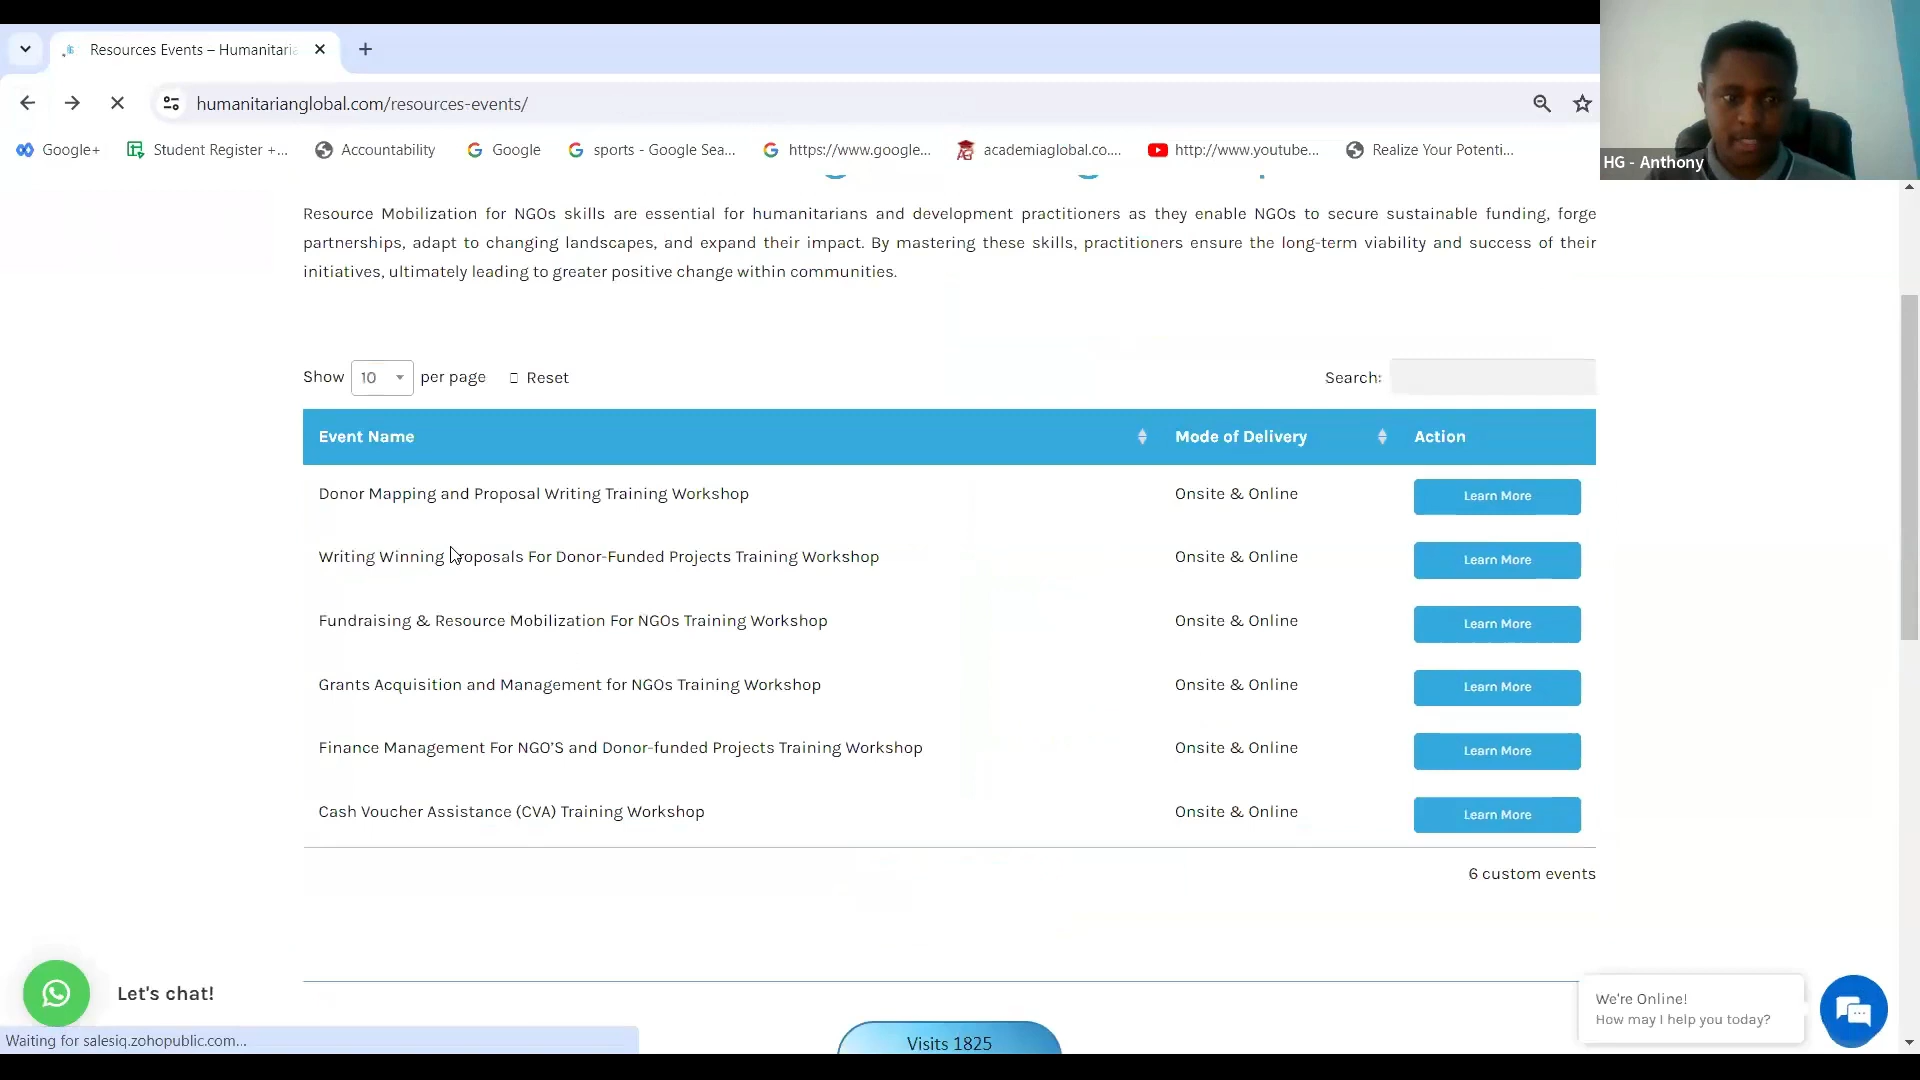 Resources Events – Humanitaria
humanitarianglobal.com/resources-events/
Google+
Student Register +...
Accountability
Google
sports - Google Sea...
https://www.google...
academiaglobal.co....
http://www.youtube...
Realize Your Potenti...
HG - Anthony
Resource Mobilization for NGOs skills are essential for humanitarians and development practitioners as they enable NGOs to secure sustainable funding, forge
partnerships, adapt to changing landscapes, and expand their impact. By mastering these skills, practitioners ensure the long-term viability and success of their
initiatives, ultimately leading to greater positive change within communities.
Show 10 per page Reset
Search:
Event Name Mode of Delivery Action
Donor Mapping and Proposal Writing Training Workshop Onsite & Online Learn More
Writing Winning Proposals For Donor-Funded Projects Training Workshop Onsite & Online Learn More
Fundraising & Resource Mobilization For NGOs Training Workshop Onsite & Online Learn More
Grants Acquisition and Management for NGOs Training Workshop Onsite & Online Learn More
Finance Management For NGO'S and Donor-funded Projects Training Workshop Onsite & Online Learn More
Cash Voucher Assistance (CVA) Training Workshop Onsite & Online Learn More
6 custom events
Let's chat!
We're Online!
How may I help you today?
Waiting for salesiq.zohopublic.com...
Visits 1825